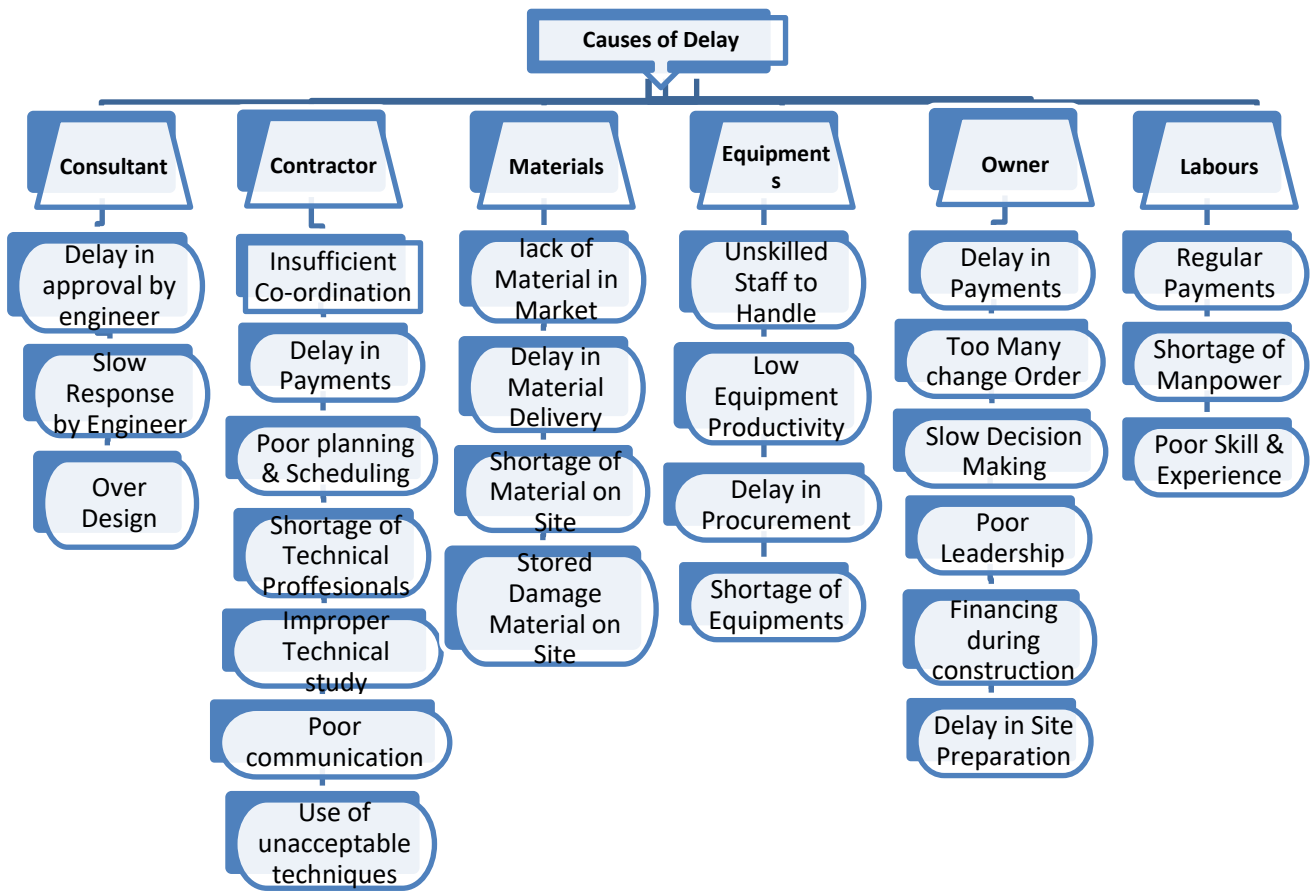 Causes of Delay
Consultant
Delay in
approval by
engineer
Slow
Response
by Engineer
Over
Design
Contractor
Insufficient
Co-ordination
Delay in
Payments
Poor planning
& Scheduling
Shortage of
Technical
Proffesionals
Improper
Technical
study
Poor
communication
Use of
unacceptable
techniques
Materials
lack of
Material in
Market
Delay in
Material
Delivery
Shortage of
Material on
Site
Stored
Damage
Material on
Site
Equipment
s
Unskilled
Staff to
Handle
Low
Equipment
Productivity
Delay in
Procurement
Shortage of
Equipments
Owner
Delay in
Payments
Too Many
change Order
Slow Decision
Making
Poor
Leadership
Financing
during
construction
Delay in Site
Preparation
Labours
Regular
Payments
Shortage of
Manpower
Poor Skill &
Experience